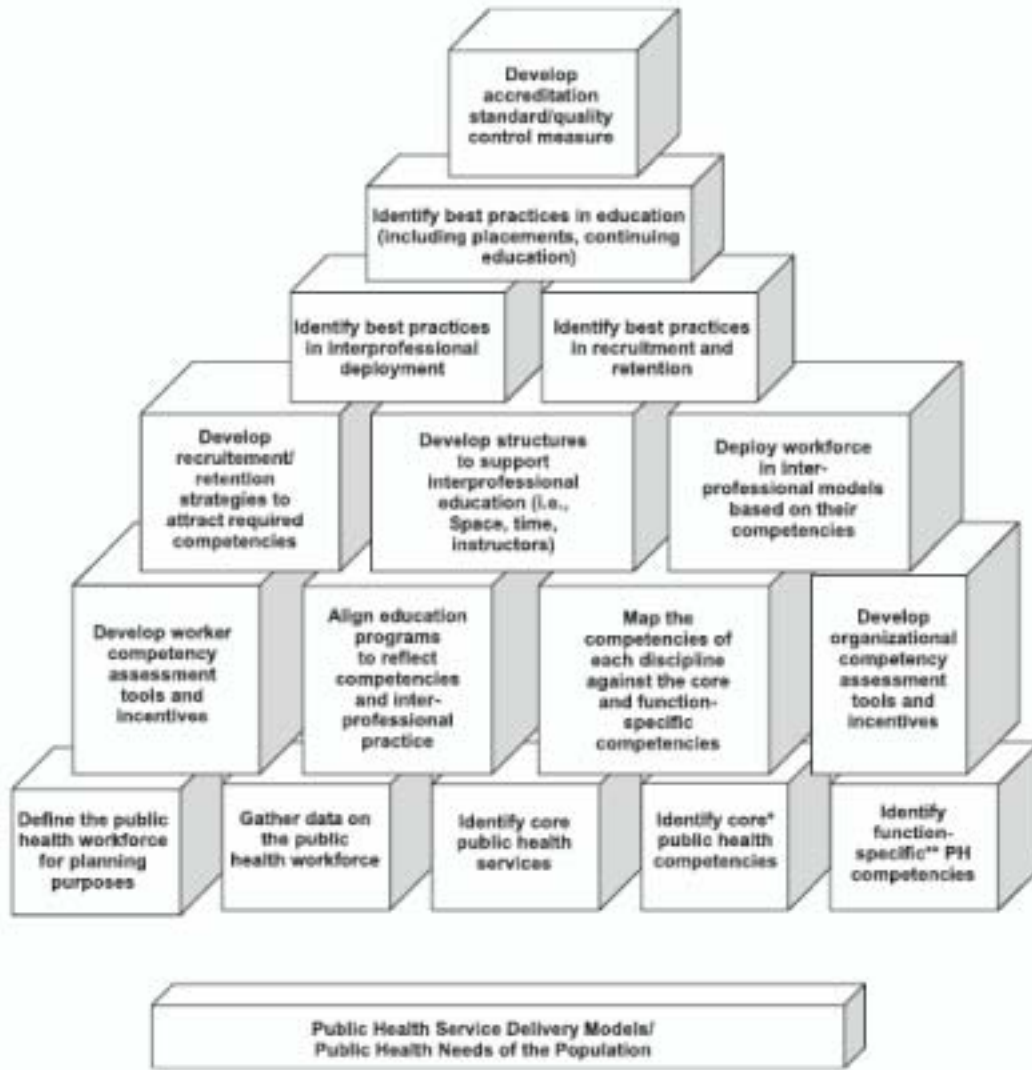 Develop
accreditation
standard/quality
control measure
Identify best practices in education
(including placements, continuing
education)
Identify best practices
in interprofessional
deployment
Identify best practices
in recruitment and
retention
Develop
recruitement/
retention
strategies to
attract required
competencies
Develop structures
to support
interprofessional
education (i.e.,
Space, time,
instructors)
Deploy workforce
in inter-
professional models
based on their
competencies
Develop worker
competency
assessment
tools and
incentives
Align education
programs
to reflect
competencies
and inter-
professional
practice
Map the
competencies of
each discipline
against the core
and function-
specific
competencies
Develop
organizational
competency
assessment
tools and
incentives
Define the public
health workforce
for planning
purposes
Gather data on
the public
health workforce
Identify core
public health
services
Identify core*
public health
competencies
Identify
function-
specific** PH
competencies
Public Health Service Delivery Models/
Public Health Needs of the Population